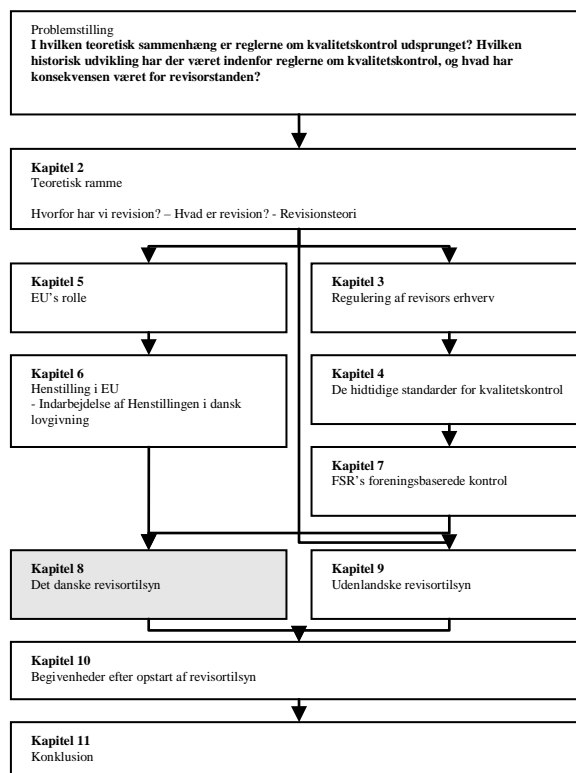 Problemstilling
I hvilken teoretisk sammenhæng er reglerne om kvalitetskontrol udsprunget? Hvilken
historisk udvikling har der været indenfor reglerne om kvalitetskontrol, og hvad har
konsekvensen været for revisorstanden?
Kapitel 2
Teoretisk ramme
Hvorfor har vi revision? – Hvad er revision? - Revisionsteori
Kapitel 5
EU's rolle
Kapitel 3
Regulering af revisors erhverv
Kapitel 6
Henstilling i EU
- Indarbejdelse af Henstillingen i dansk
lovgivning
Kapitel 4
De hidtidige standarder for kvalitetskontrol
Kapitel 7
FSR's foreningsbaserede kontrol
Kapitel 8
Det danske revisortilsyn
Kapitel 9
Udenlandske revisortilsyn
Kapitel 10
Begivenheder efter opstart af revisortilsyn
Kapitel 11
Konklusion